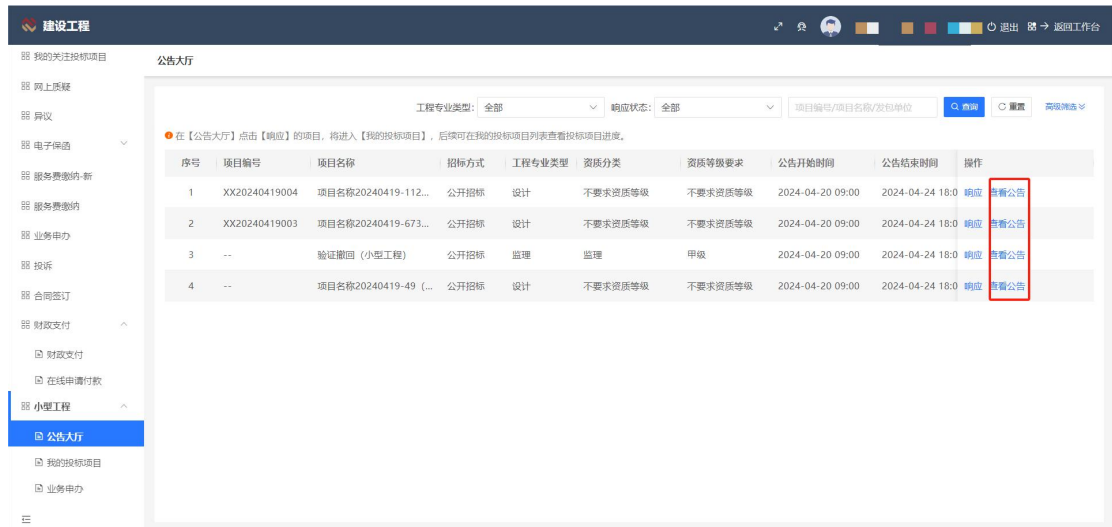 建设工程
退出 返回工作台
我的关注投标项目
网上质疑
异议
电子保函
服务费缴纳-新
服务费缴纳
业务申办
投诉
合同签订
财政支付
财政支付
在线申请付款
小型工程
公告大厅
我的投标项目
业务申办
公告大厅
工程专业类型: 全部 响应状态: 全部 项目编号/项目名称/发包单位 查询 重置 高级筛选
在【公告大厅】点击【响应】的项目, 将进入【我的投标项目】, 后续可在我的投标项目列表查看投标项目进度。
序号 项目编号 项目名称 招标方式 工程专业类型 资质分类 资质等级要求 公告开始时间 公告结束时间 操作
1 XX20240419004 项目名称20240419-112... 公开招标 设计 不要求资质等级 不要求资质等级 2024-04-20 09:00 2024-04-24 18:0 响应 查看公告
2 XX20240419003 项目名称20240419-673... 公开招标 设计 不要求资质等级 不要求资质等级 2024-04-20 09:00 2024-04-24 18:0 响应 查看公告
3 -- 验证撤回 (小型工程) 公开招标 监理 监理 甲级 2024-04-20 09:00 2024-04-24 18:0 响应 查看公告
4 -- 项目名称20240419-49 (... 公开招标 设计 不要求资质等级 不要求资质等级 2024-04-20 09:00 2024-04-24 18:0 响应 查看公告